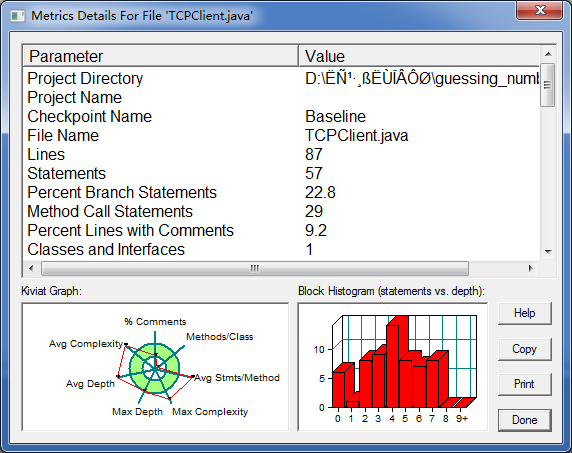 Metrics Details For File 'TCPClient.java'
Parameter Value
Project Directory D:\ËÑ¹·¸ßËÙÏÂÔØ\guessing_numb
Project Name
Checkpoint Name Baseline
File Name TCPClient.java
Lines 87
Statements 57
Percent Branch Statements 22.8
Method Call Statements 29
Percent Lines with Comments 9.2
Classes and Interfaces 1
Kiviat Graph:
% Comments
Methods/Class
Avg Complexity
Avg Stmts/Method
Avg Depth
Max Depth
Max Complexity
Block Histogram (statements vs. depth):
10
5
0
0 1 2 3 4 5 6 7 8 9+
Help
Copy
Print
Done